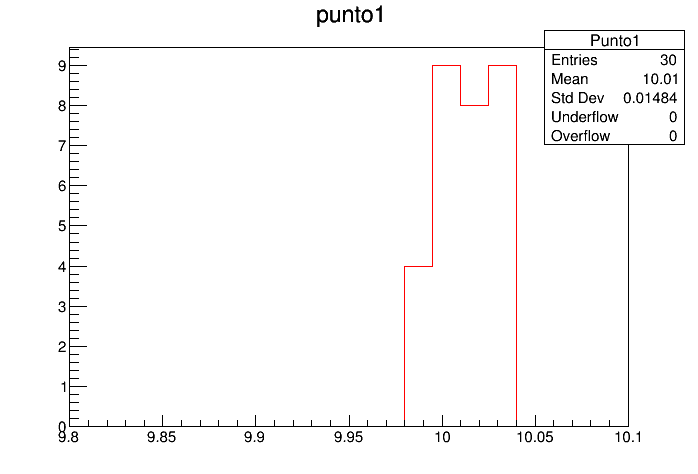 punto1
Punto1
Entries 30
Mean 10.01
Std Dev 0.01484
Underflow 0
Overflow 0
9
8
7
6
5
4
3
2
1
0
9.8 9.85 9.9 9.95 10 10.05 10.1